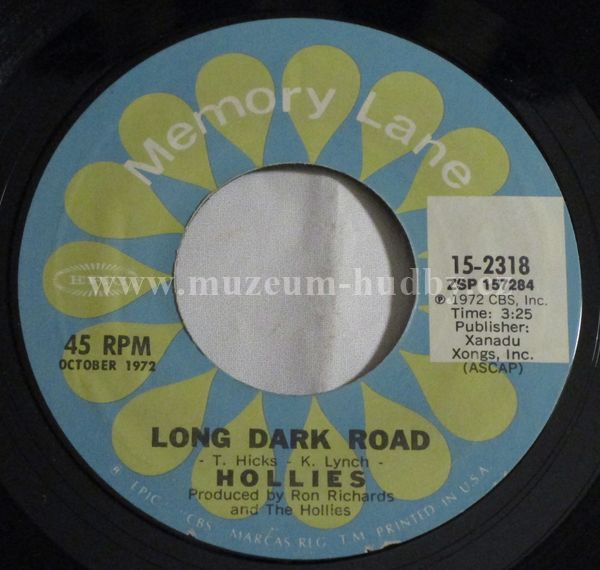 Memory Lane
15-2318
ZSP 157284
℗ 1972 CBS, Inc.
Time: 3:25
Publisher:
Xanadu
Xongs, Inc.
(ASCAP)
EPIC
www.muzeum-hudby.
45 RPM
OCTOBER 1972
LONG DARK ROAD
- T. Hicks - K. Lynch -
HOLLIES
Produced by Ron Richards
and The Hollies
® "EPIC", "CBS" MARCAS REG. T.M. PRINTED IN U.S.A.